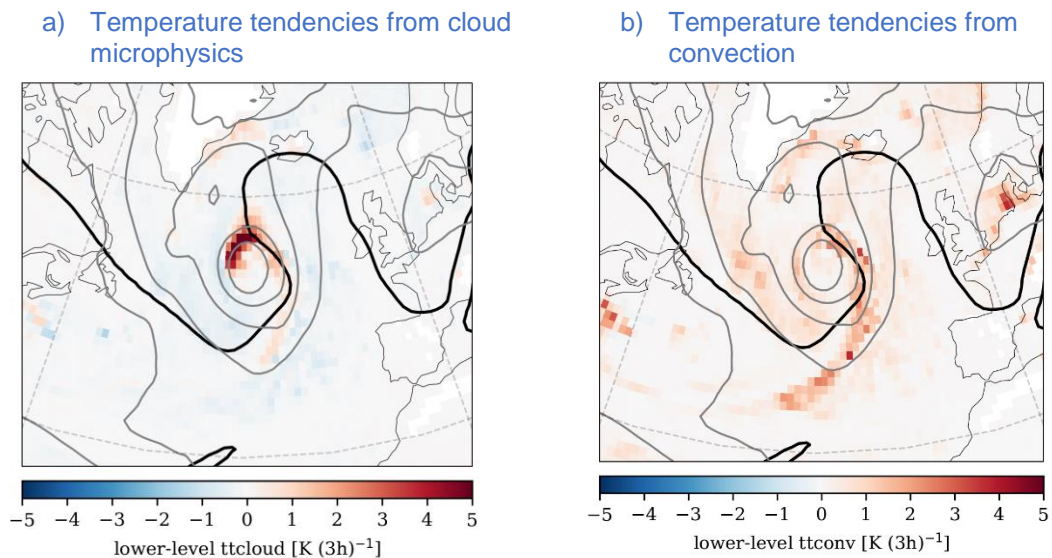 a) Temperature tendencies from cloud
microphysics
b) Temperature tendencies from
convection
−5 −4 −3 −2 −1 0 1 2 3 4 5
lower-level ttcloud [K (3h)⁻¹]
−5 −4 −3 −2 −1 0 1 2 3 4 5
lower-level ttconv [K (3h)⁻¹]